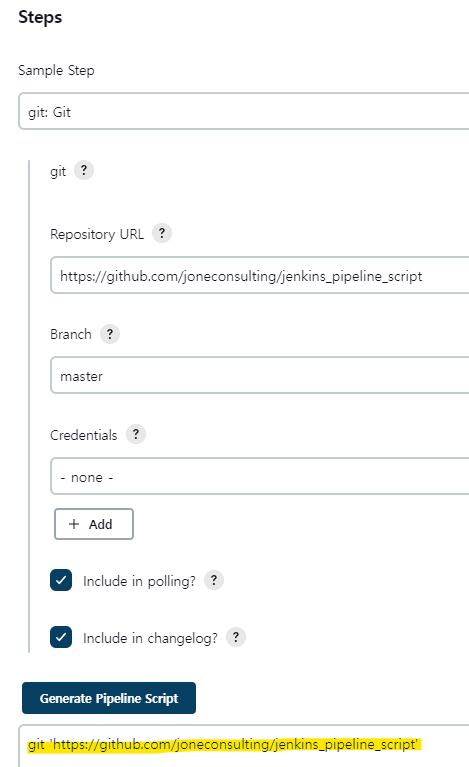 Steps
Sample Step
git: Git
git ?
Repository URL ?
https://github.com/joneconsulting/jenkins_pipeline_script
Branch ?
master
Credentials ?
- none -
+ Add
Include in polling? ?
Include in changelog? ?
Generate Pipeline Script
git 'https://github.com/joneconsulting/jenkins_pipeline_script'